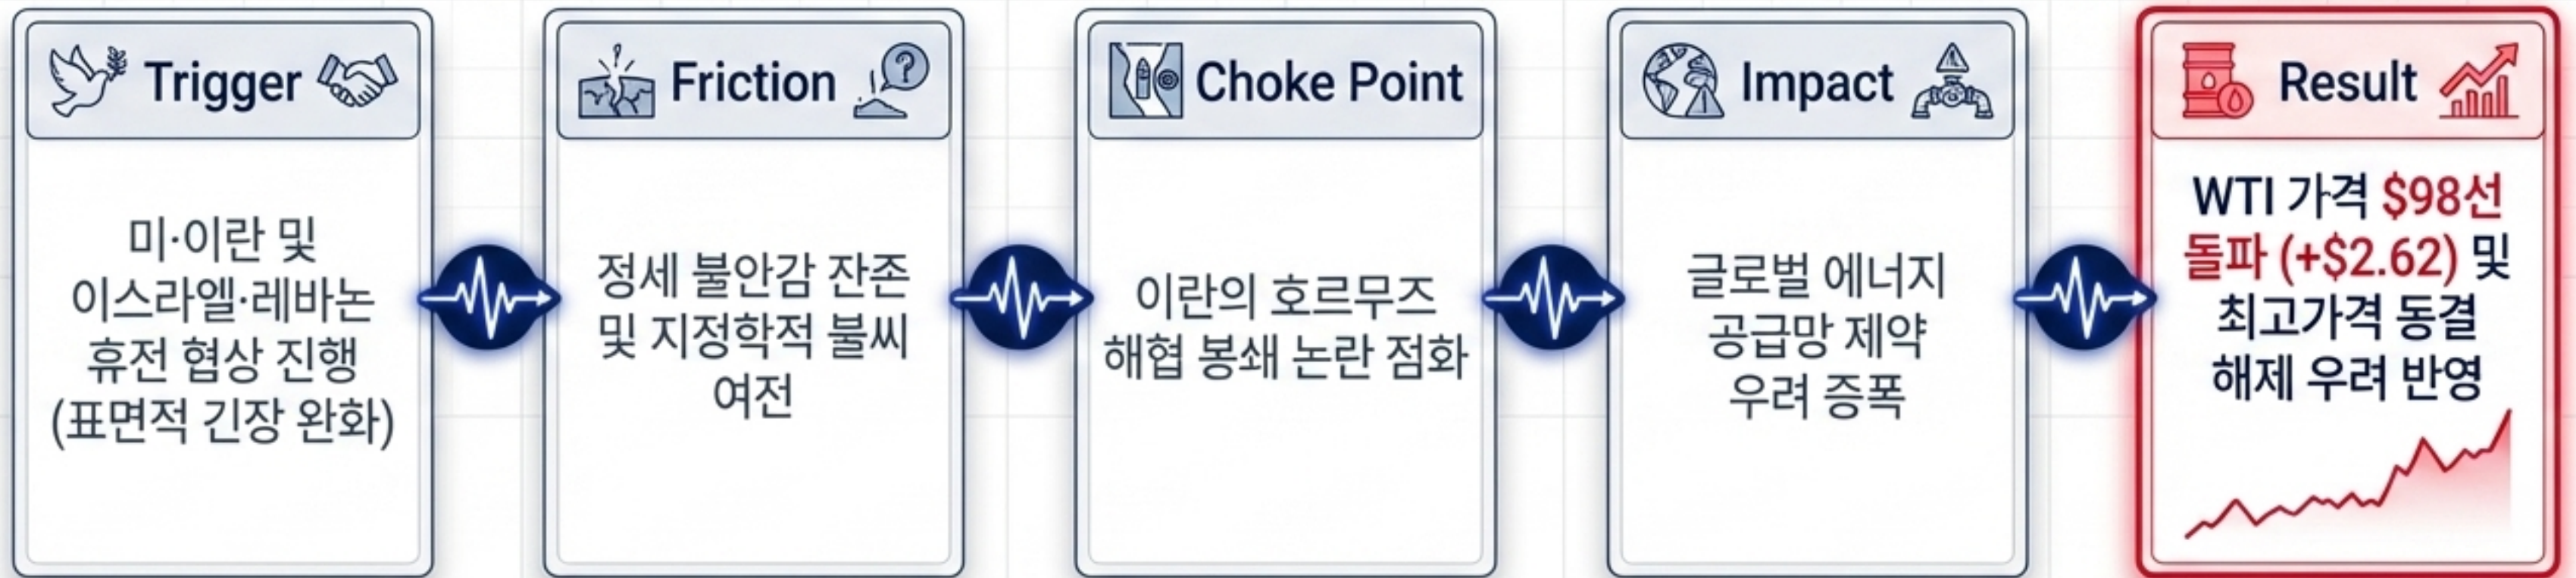 Trigger
미·이란 및
이스라엘·레바논
휴전 협상 진행
(표면적 긴장 완화)
Friction
?
정세 불안감 잔존
및 지정학적 불씨
여전
Choke Point
이란의 호르무즈
해협 봉쇄 논란 점화
Impact
글로벌 에너지
공급망 제약
우려 증폭
Result
WTI 가격 $98선
돌파 (+$2.62) 및
최고가격 동결
해제 우려 반영